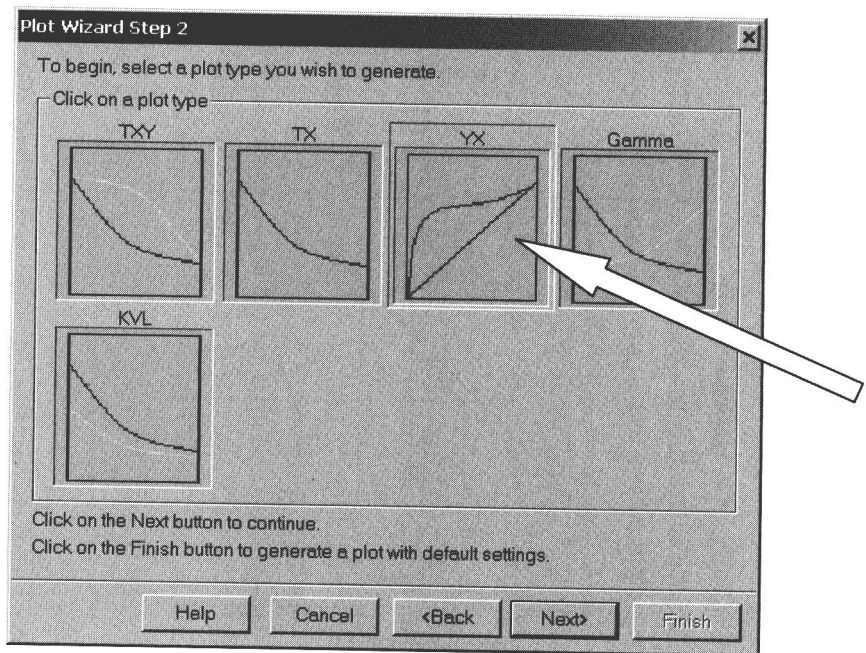 Plot Wizard Step 2
To begin, select a plot type you wish to generate.
Click on a plot type
TXY TX YX Gamma
KVL
Click on the Next button to continue.
Click on the Finish button to generate a plot with default settings.
Help Cancel <Back Next> Finish